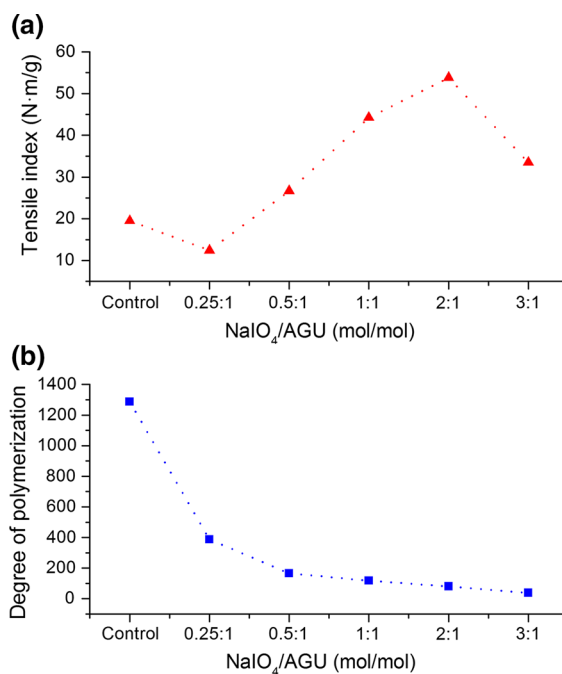 (a)
Tensile index (N·m/g)
60
50
40
30
20
10
Control 0.25:1 0.5:1 1:1 2:1 3:1
NaIO₄/AGU (mol/mol)
(b)
Degree of polymerization
1400
1200
1000
800
600
400
200
0
Control 0.25:1 0.5:1 1:1 2:1 3:1
NaIO₄/AGU (mol/mol)